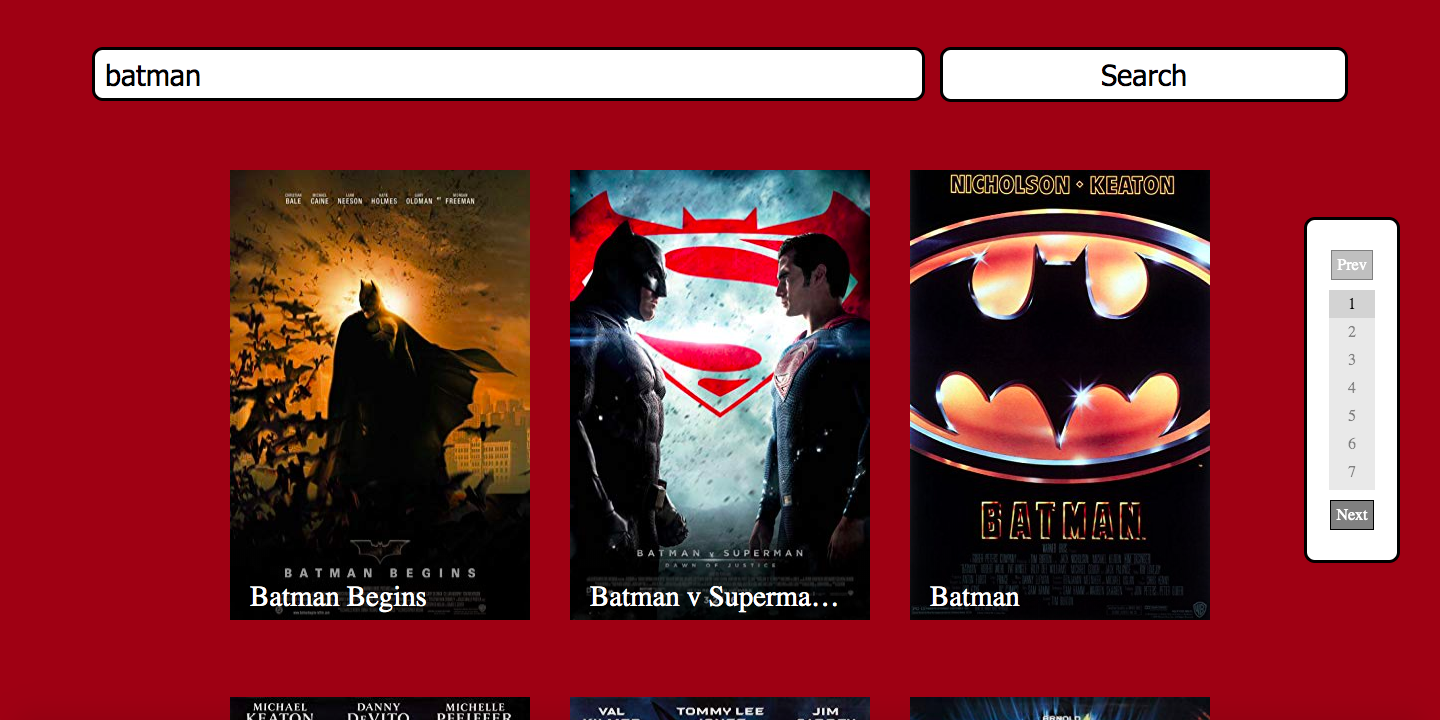 batman
Search
CHRISTIAN BALE MICHAEL CAINE LIAM NEESON KATIE HOLMES GARY OLDMAN AND MORGAN FREEMAN
BATMAN BEGINS
Batman Begins
BATMAN v SUPERMAN
DAWN OF JUSTICE
Batman v Superma…
NICHOLSON • KEATON
BATMAN
Batman
Prev
1
2
3
4
5
6
7
Next
MICHAEL KEATON DANNY DEVITO MICHELLE PFEIFFER
VAL KILMER TOMMY LEE JONES JIM CARREY
ARNOLD